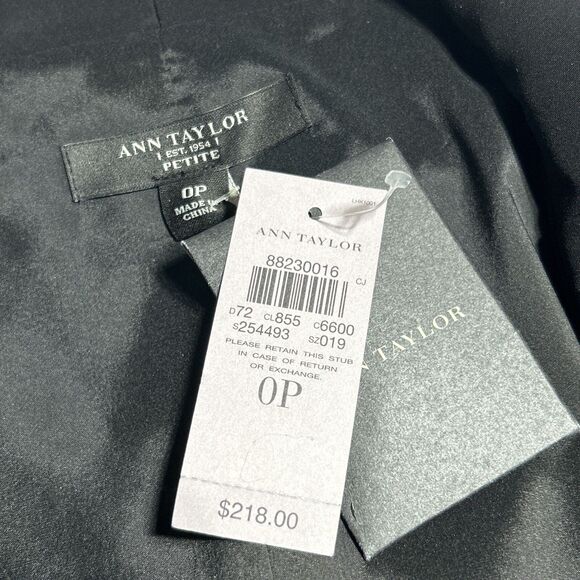 ANN TAYLOR
EST. 1954
PETITE
0P
MADE IN
CHINA
ANN TAYLOR
88230016
CJ
D72 CL855 C6600
S254493 SZ019
PLEASE RETAIN THIS STUB
IN CASE OF RETURN
OR EXCHANGE.
0P
$218.00
ANN TAYLOR